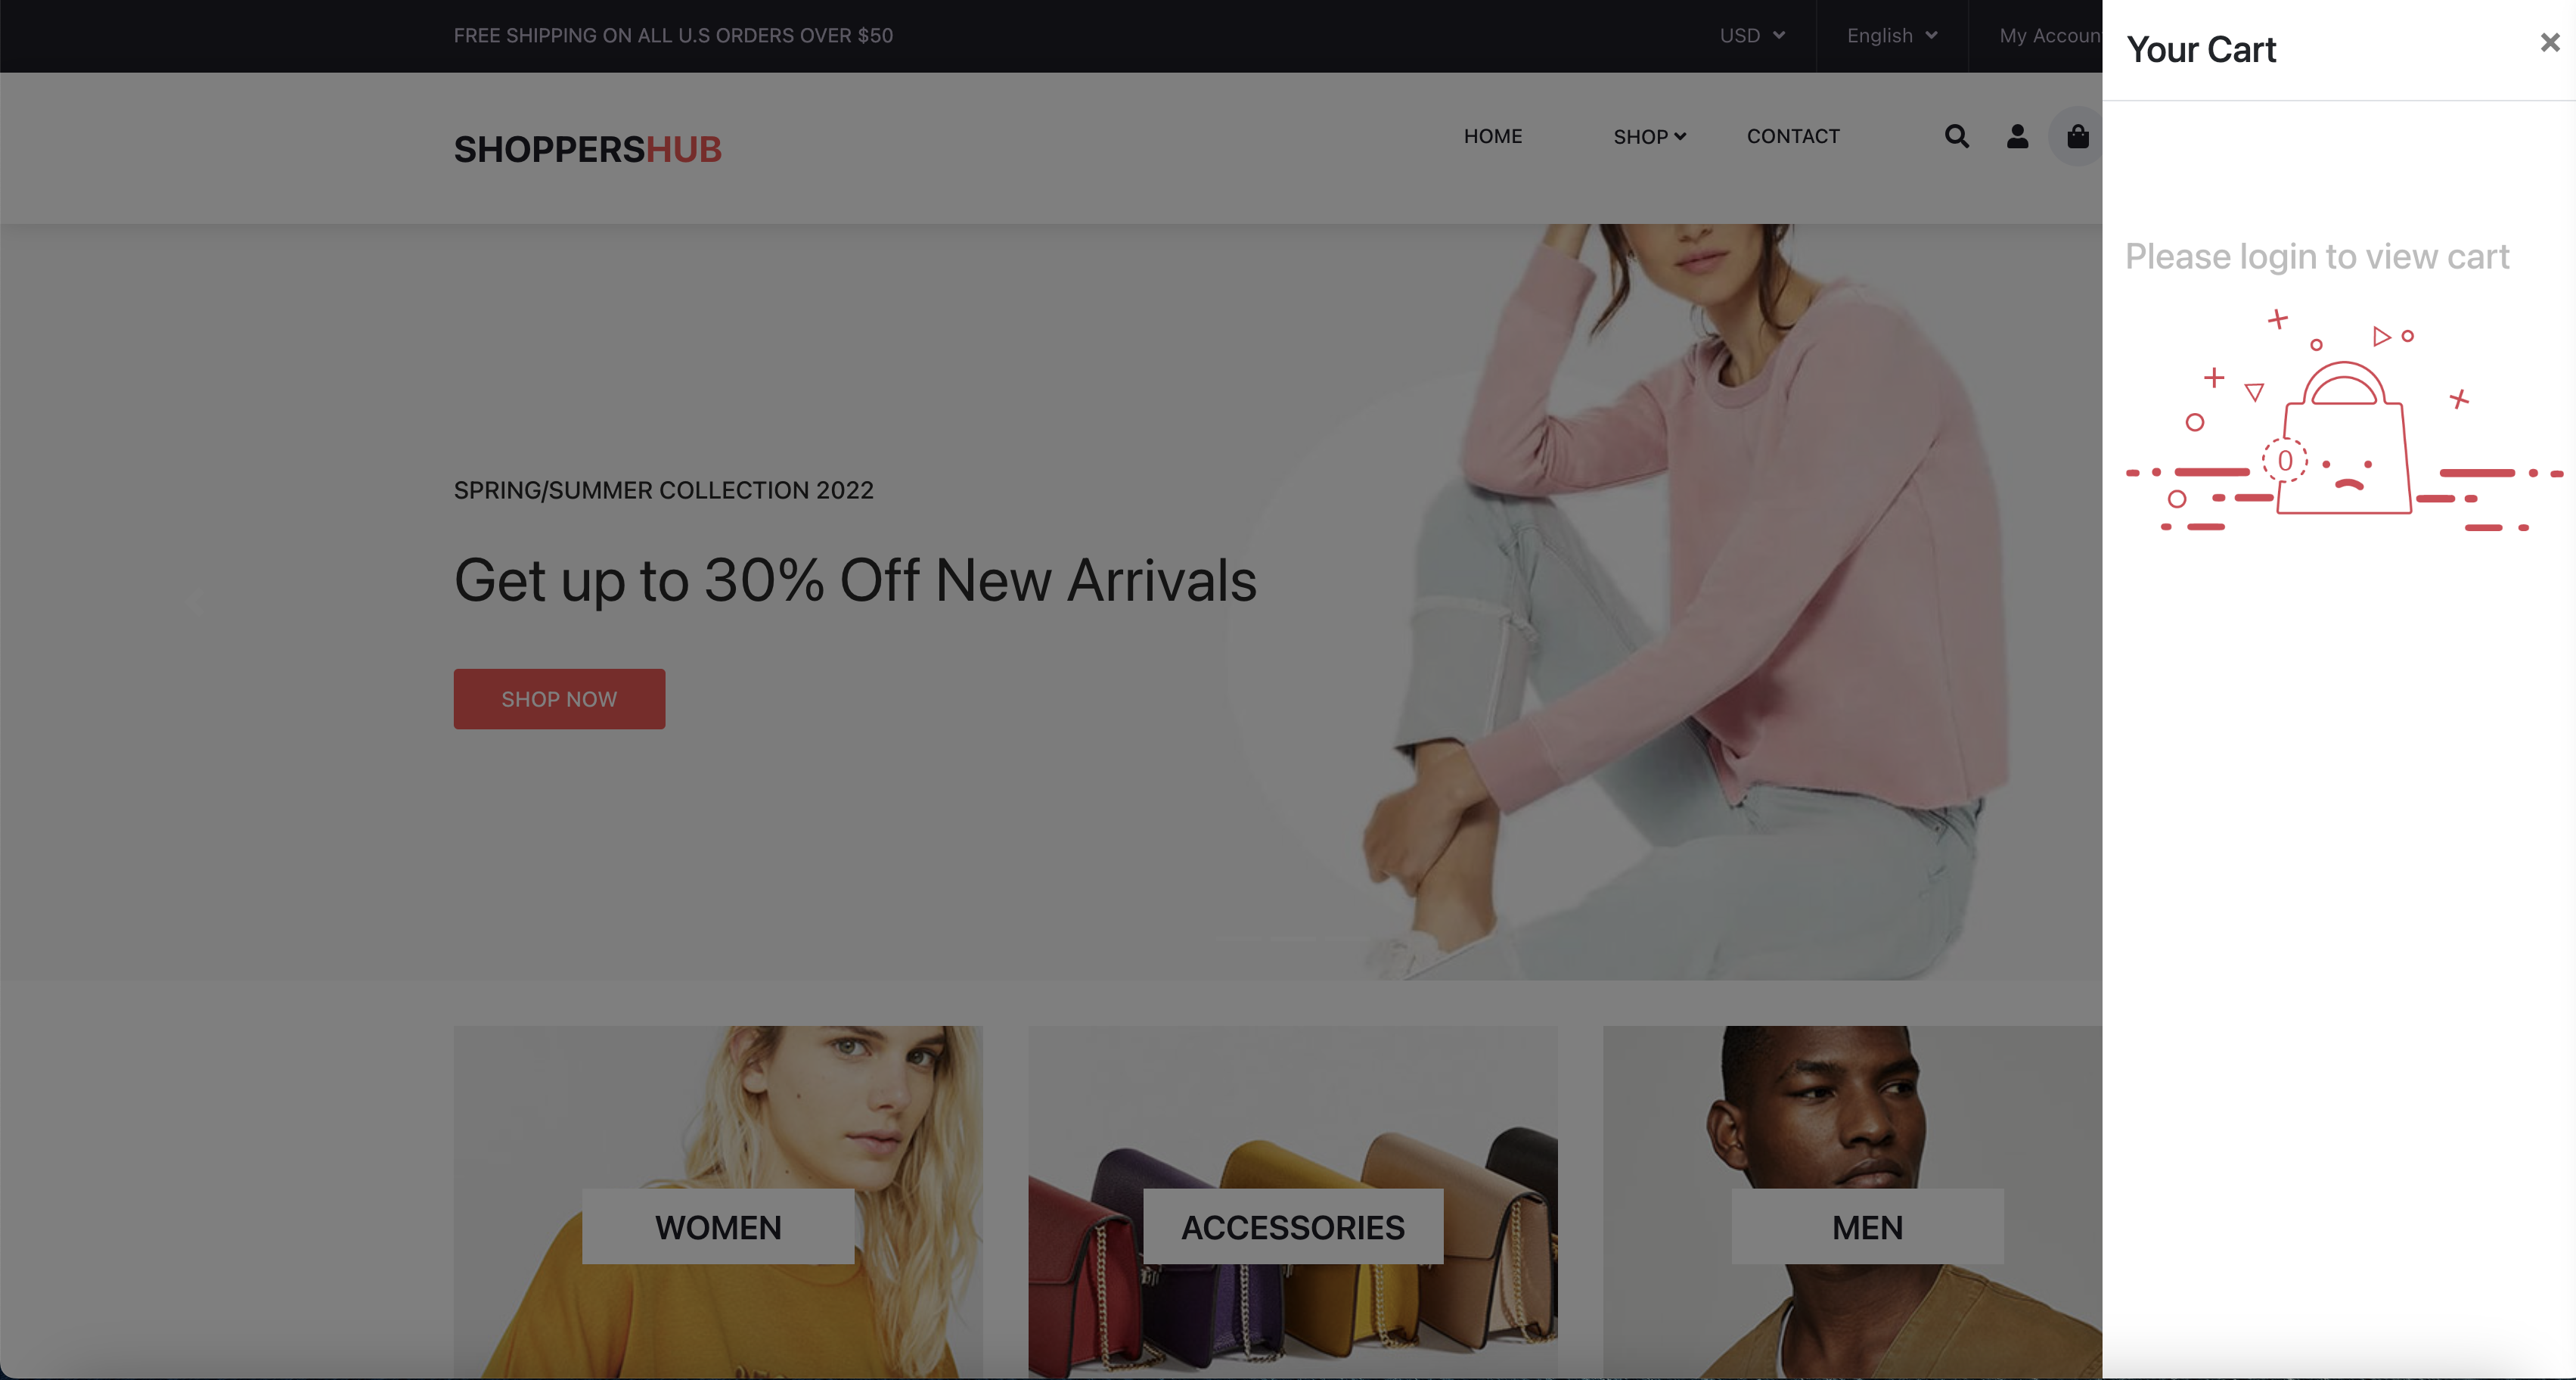 FREE SHIPPING ON ALL U.S ORDERS OVER $50
USD
English
My Accoun
SHOPPERSHUB
HOME
SHOP
CONTACT
Your Cart
Please login to view cart
0
SPRING/SUMMER COLLECTION 2022
Get up to 30% Off New Arrivals
SHOP NOW
WOMEN
ACCESSORIES
MEN